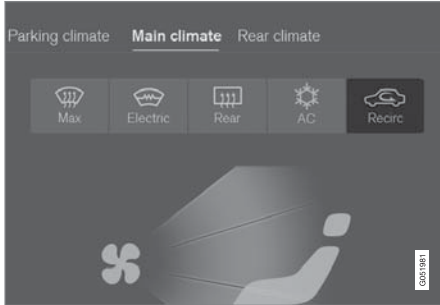 Parking climate Main climate Rear climate
Max Electric Rear AC Recirc
G051981